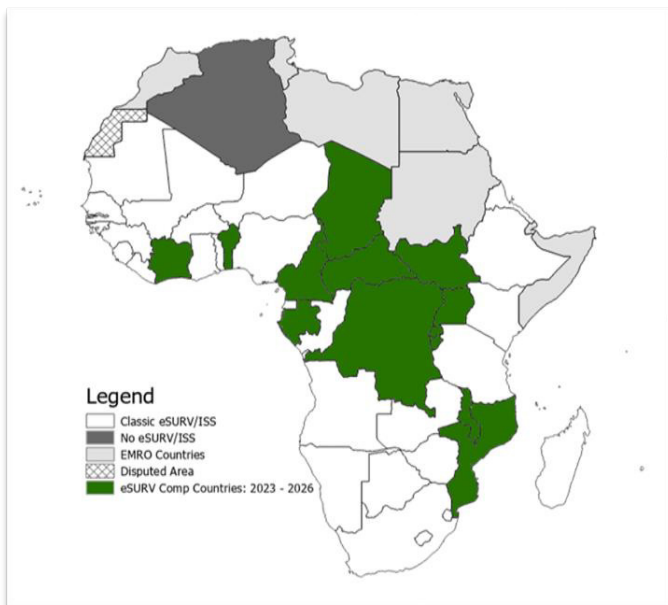 Legend
Classic eSURV/ISS
No eSURV/ISS
EMRO Countries
Disputed Area
eSURV Comp Countries: 2023 - 2026